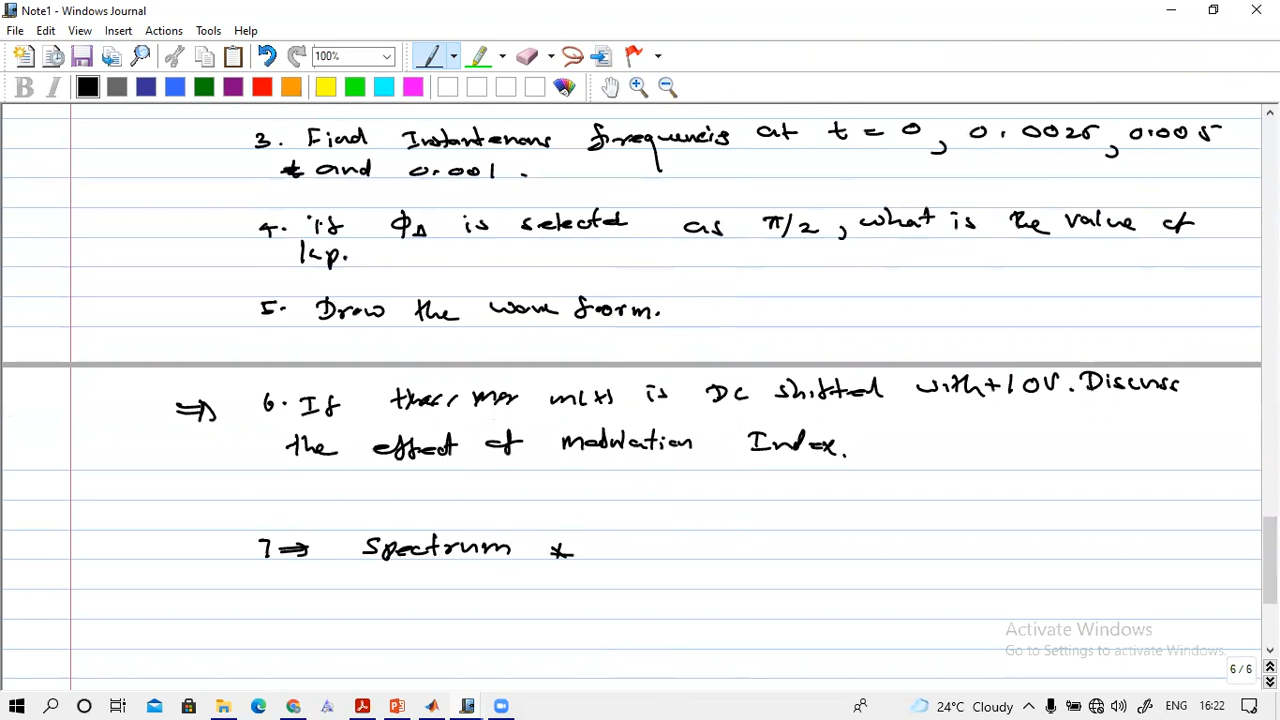 Note1 - Windows Journal
File Edit View Insert Actions Tools Help
100%
B I
3. Find Instantenous frequencis at t = 0, 0.0025, 0.005
and 0.001.
4. if ΦΔ is selected as π/2, what is the value of
kp.
5. Draw the wave form.
⇒ 6. If m(t) is DC shifted with +10V. Discuss
the effect of modulation Index.
7 ⇒ Spectrum
Activate Windows
Go to Settings to activate Windows.
6 / 6
24°C Cloudy ENG 16:22